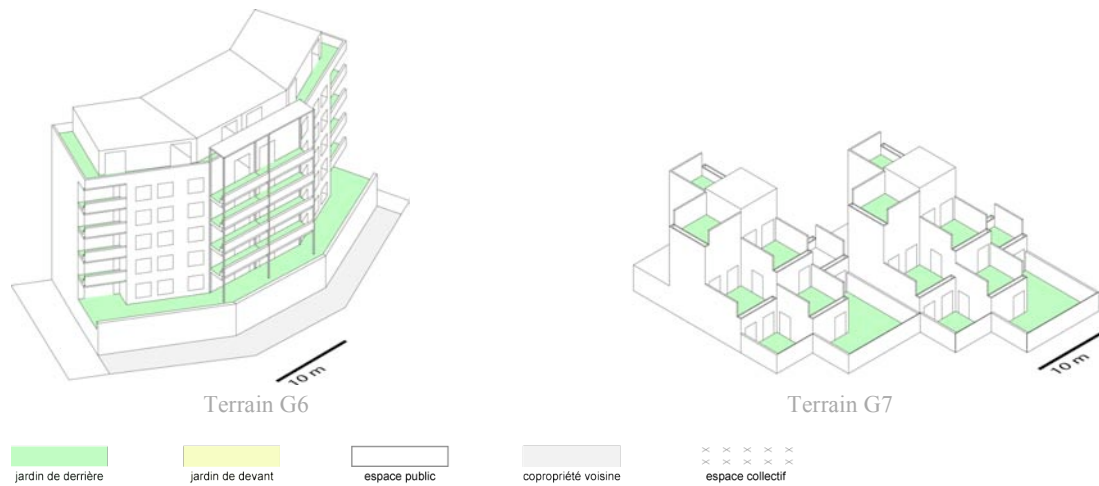 10 m
10 m
Terrain G6
Terrain G7
jardin de derrière
jardin de devant
espace public
copropriété voisine
espace collectif